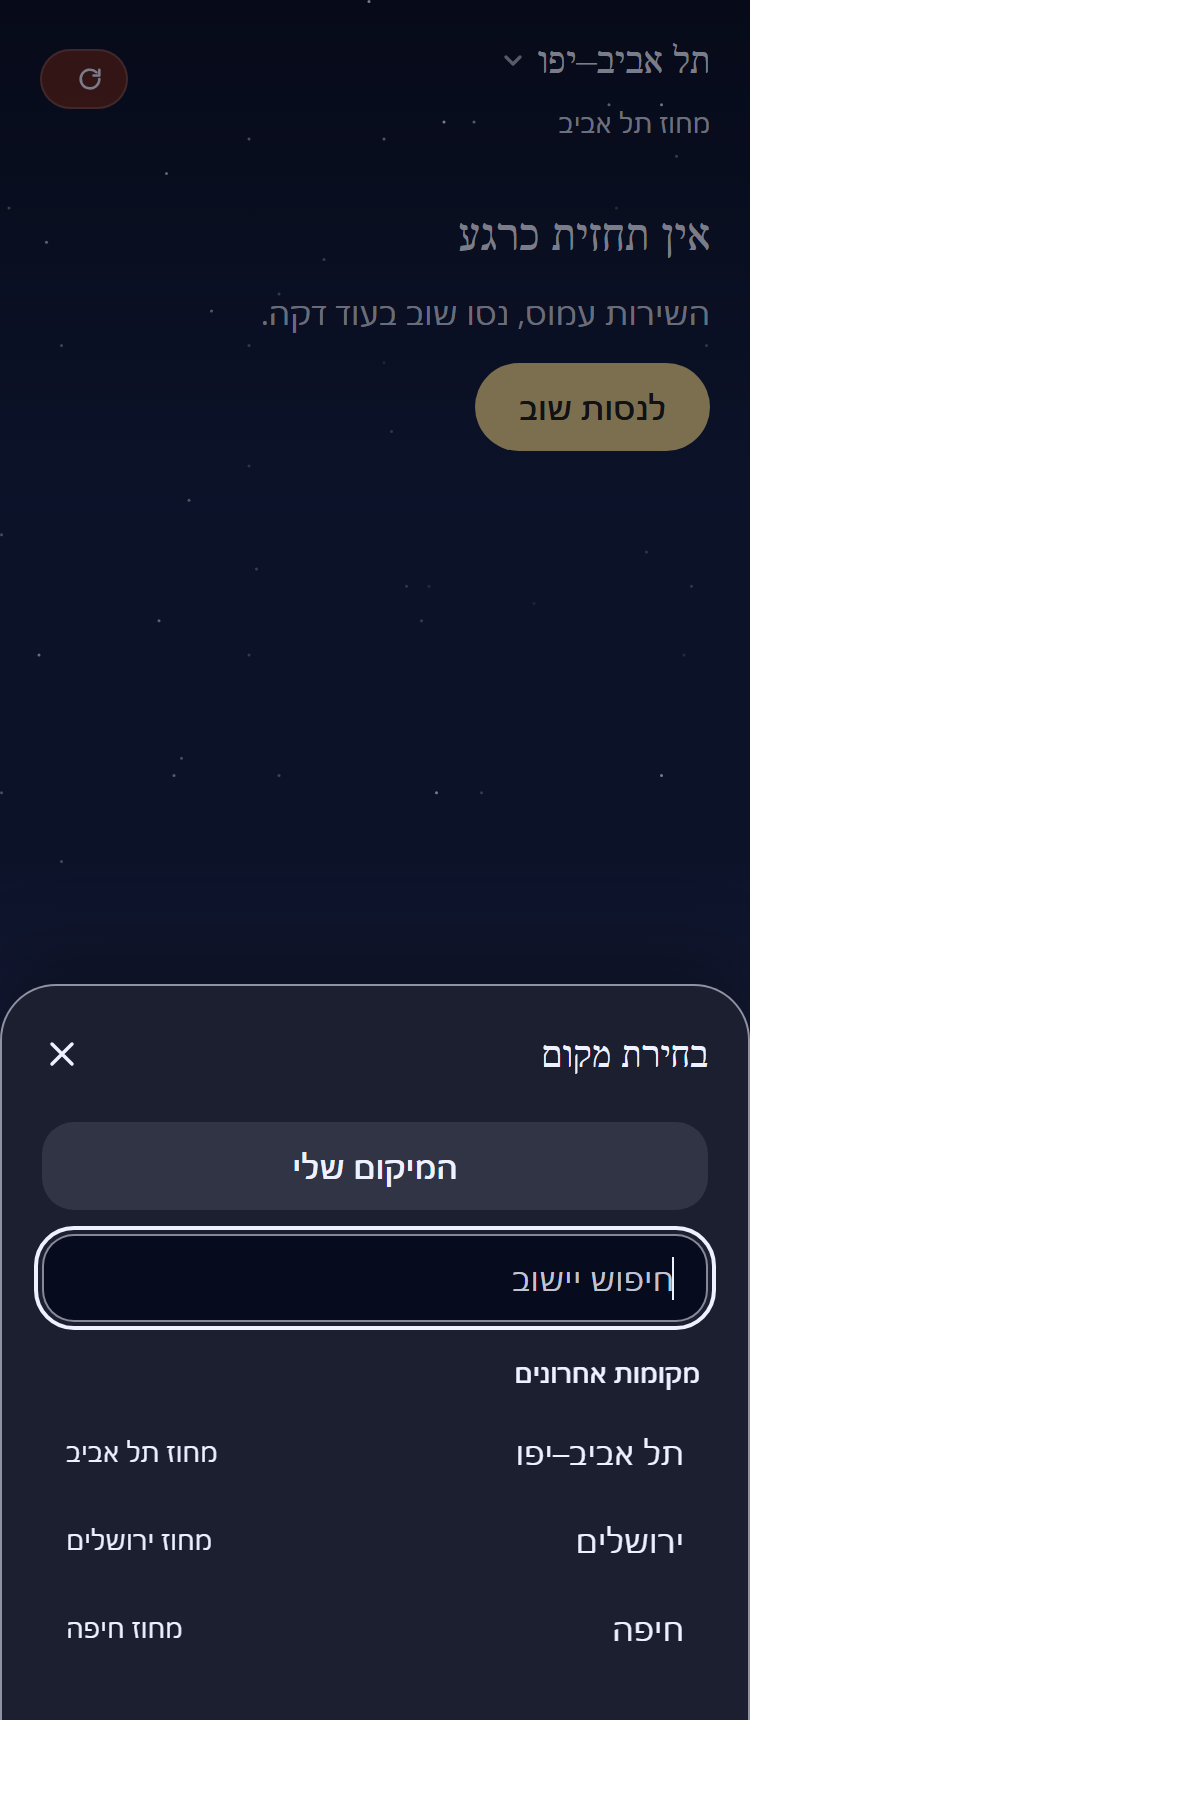 תל אביב–יפו
מחוז תל אביב
אין תחזית כרגע
השירות עמוס, נסו שוב בעוד דקה.
לנסות שוב
בחירת מקום
המיקום שלי
חיפוש יישוב
מקומות אחרונים
תל אביב–יפו מחוז תל אביב
ירושלים מחוז ירושלים
חיפה מחוז חיפה